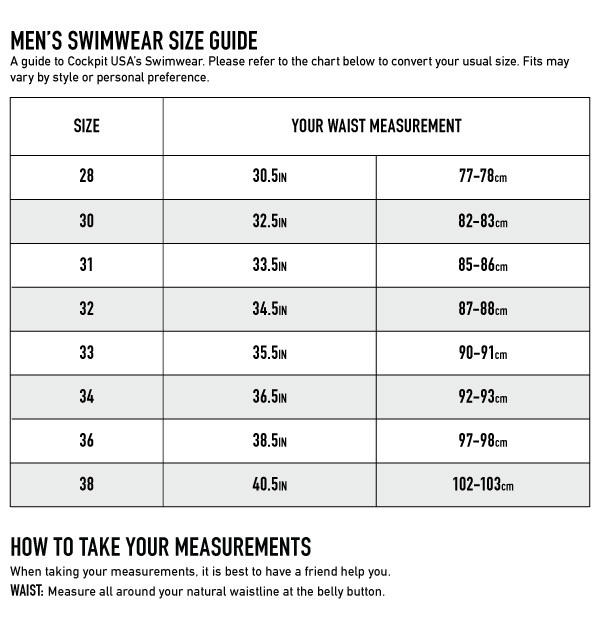 MEN'S SWIMWEAR SIZE GUIDE
A guide to Cockpit USA's Swimwear. Please refer to the chart below to convert your usual size. Fits may
vary by style or personal preference.
SIZE YOUR WAIST MEASUREMENT
28 30.5IN 77-78cm
30 32.5IN 82-83cm
31 33.5IN 85-86cm
32 34.5IN 87-88cm
33 35.5IN 90-91cm
34 36.5IN 92-93cm
36 38.5IN 97-98cm
38 40.5IN 102-103cm
HOW TO TAKE YOUR MEASUREMENTS
When taking your measurements, it is best to have a friend help you.
WAIST: Measure all around your natural waistline at the belly button.